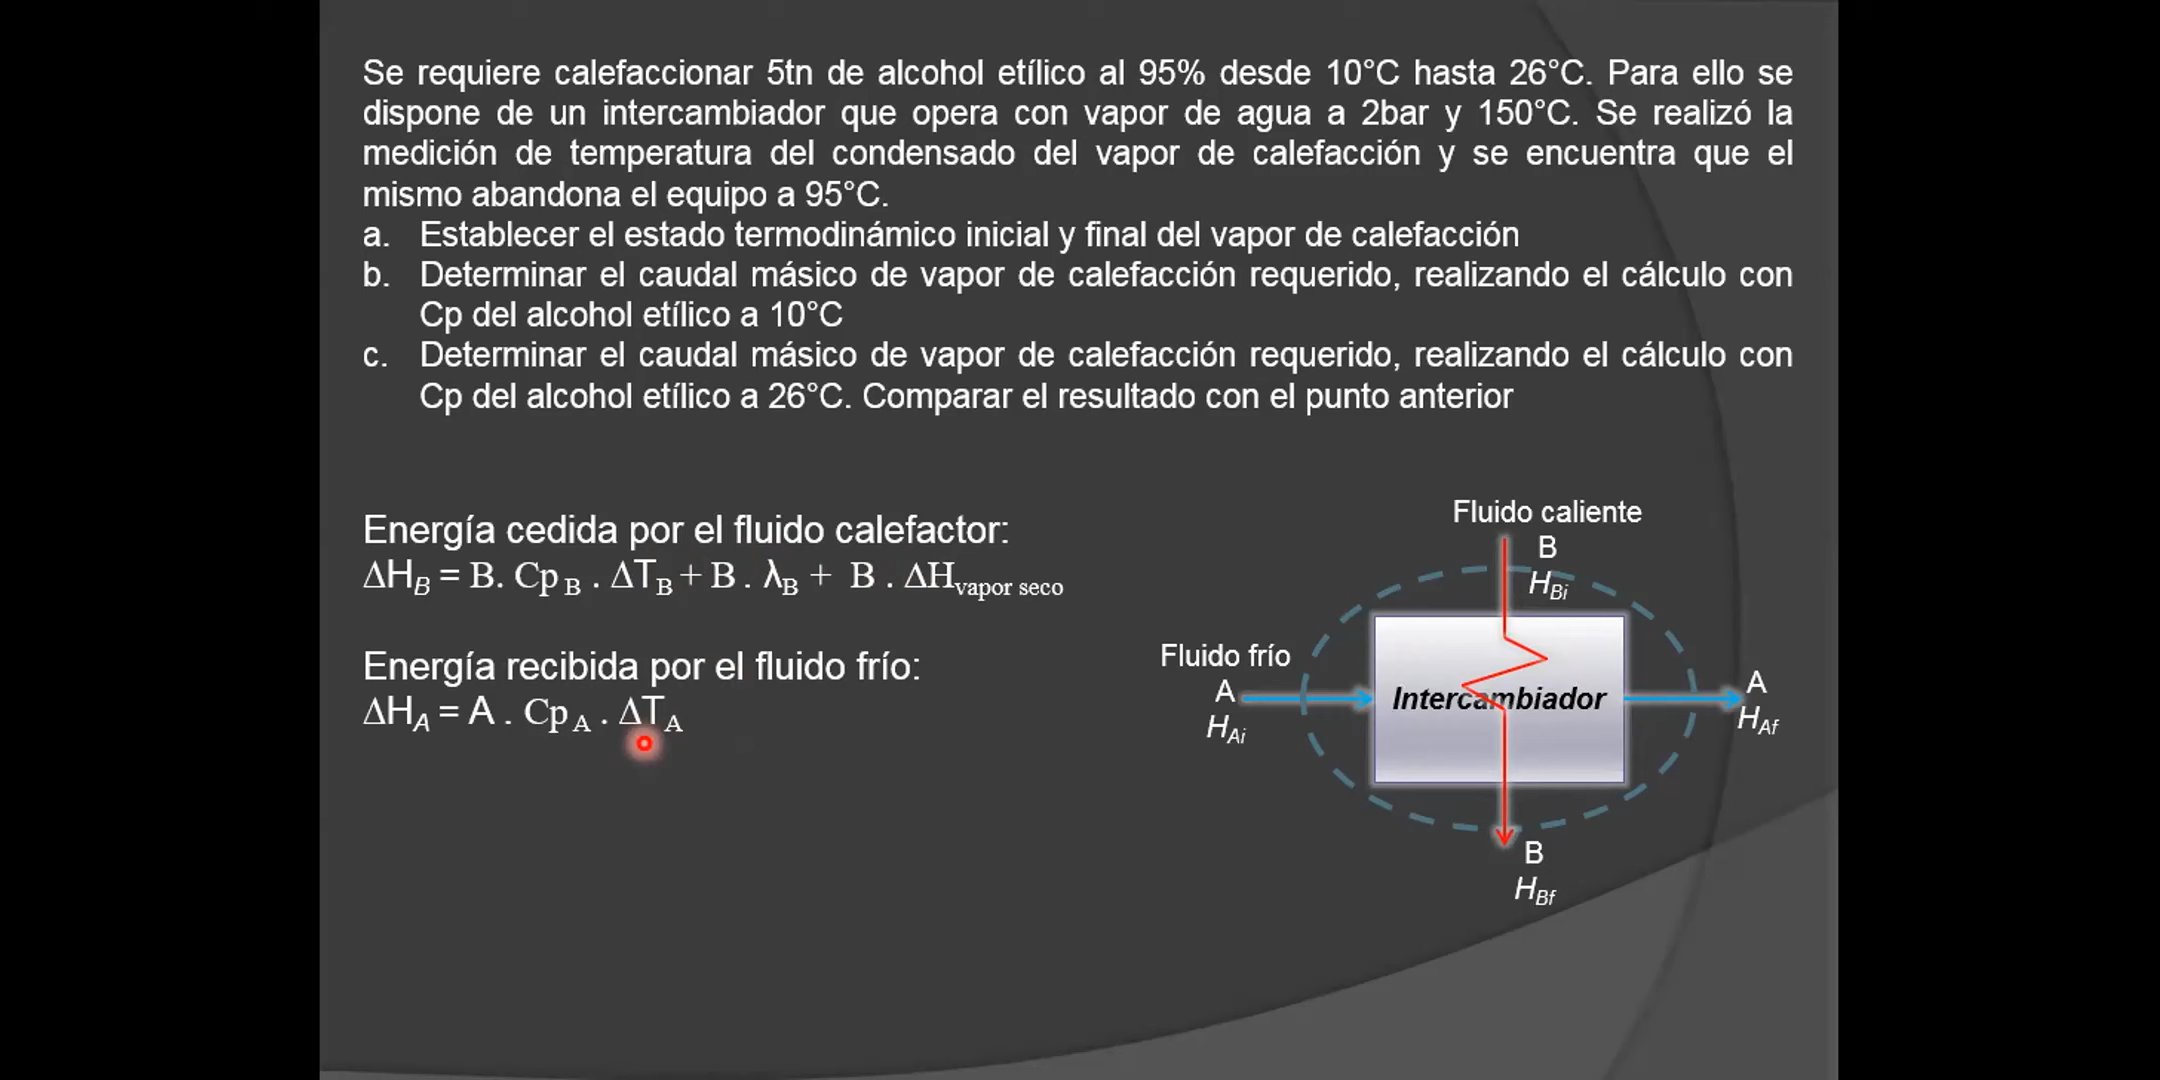 Se requiere calefaccionar 5tn de alcohol etílico al 95% desde 10°C hasta 26°C. Para ello se
dispone de un intercambiador que opera con vapor de agua a 2bar y 150°C. Se realizó la
medición de temperatura del condensado del vapor de calefacción y se encuentra que el
mismo abandona el equipo a 95°C.
a. Establecer el estado termodinámico inicial y final del vapor de calefacción
b. Determinar el caudal másico de vapor de calefacción requerido, realizando el cálculo con
Cp del alcohol etílico a 10°C
c. Determinar el caudal másico de vapor de calefacción requerido, realizando el cálculo con
Cp del alcohol etílico a 26°C. Comparar el resultado con el punto anterior
Energía cedida por el fluido calefactor:
ΔH_B = B. Cp_B . ΔT_B + B . λ_B + B . ΔH_vapor seco
Energía recibida por el fluido frío:
ΔH_A = A . Cp_A . ΔT_A
Fluido caliente
B
H_Bi
Fluido frío
A
H_Ai
Intercambiador
A
H_Af
B
H_Bf